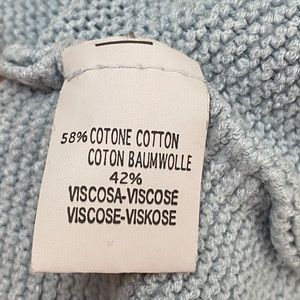 58% COTONE COTTON
COTON BAUMWOLLE
42%
VISCOSA-VISCOSE
VISCOSE-VISKOSE